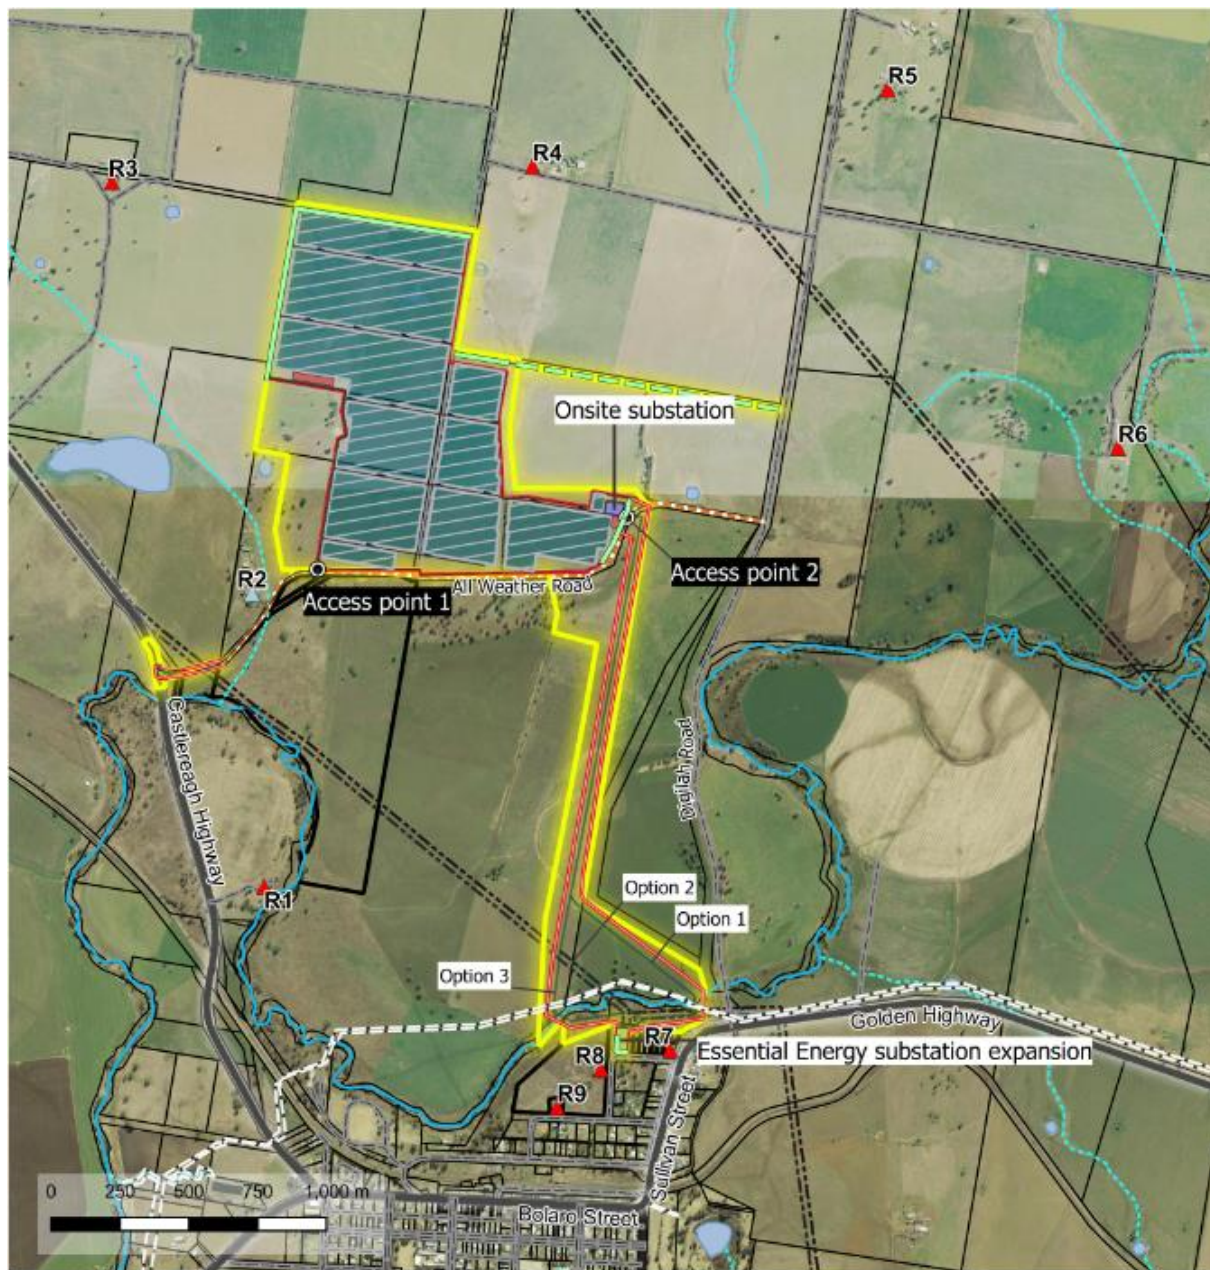 R5
R4
R3
Onsite substation
R6
R2
Access point 1
All Weather Road
Access point 2
Castlereagh Highway
Digilah Road
R1
Option 2
Option 1
Option 3
Golden Highway
R7
Essential Energy substation expansion
R8
R9
Sullivan Street
0 250 500 750 1,000 m
Bolaro Street